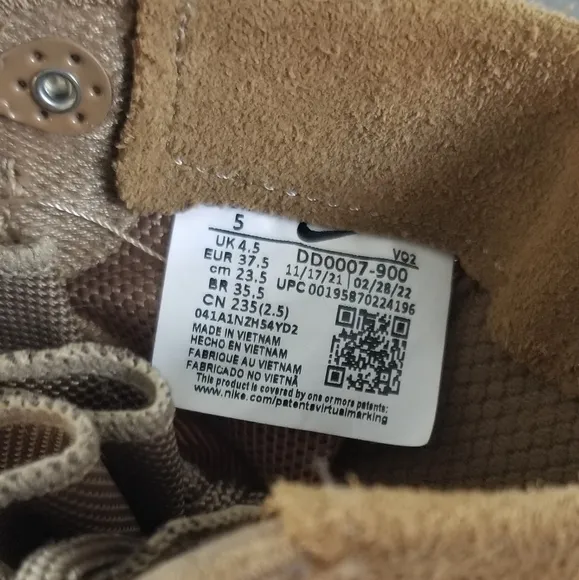 5
UK 4.5
EUR 37.5
cm 23.5
BR 35.5
CN 235(2.5)
041A1NZH54YD2
MADE IN VIETNAM
HECHO EN VIETNAM
FABRIQUE AU VIETNAM
FABRICADO NO VIETNÃ
VQ2
DD0007-900
11/17/21 | 02/28/22
UPC 00195870224196
This product is covered by one or more patents:
www.nike.com/patentsvirtualmarking